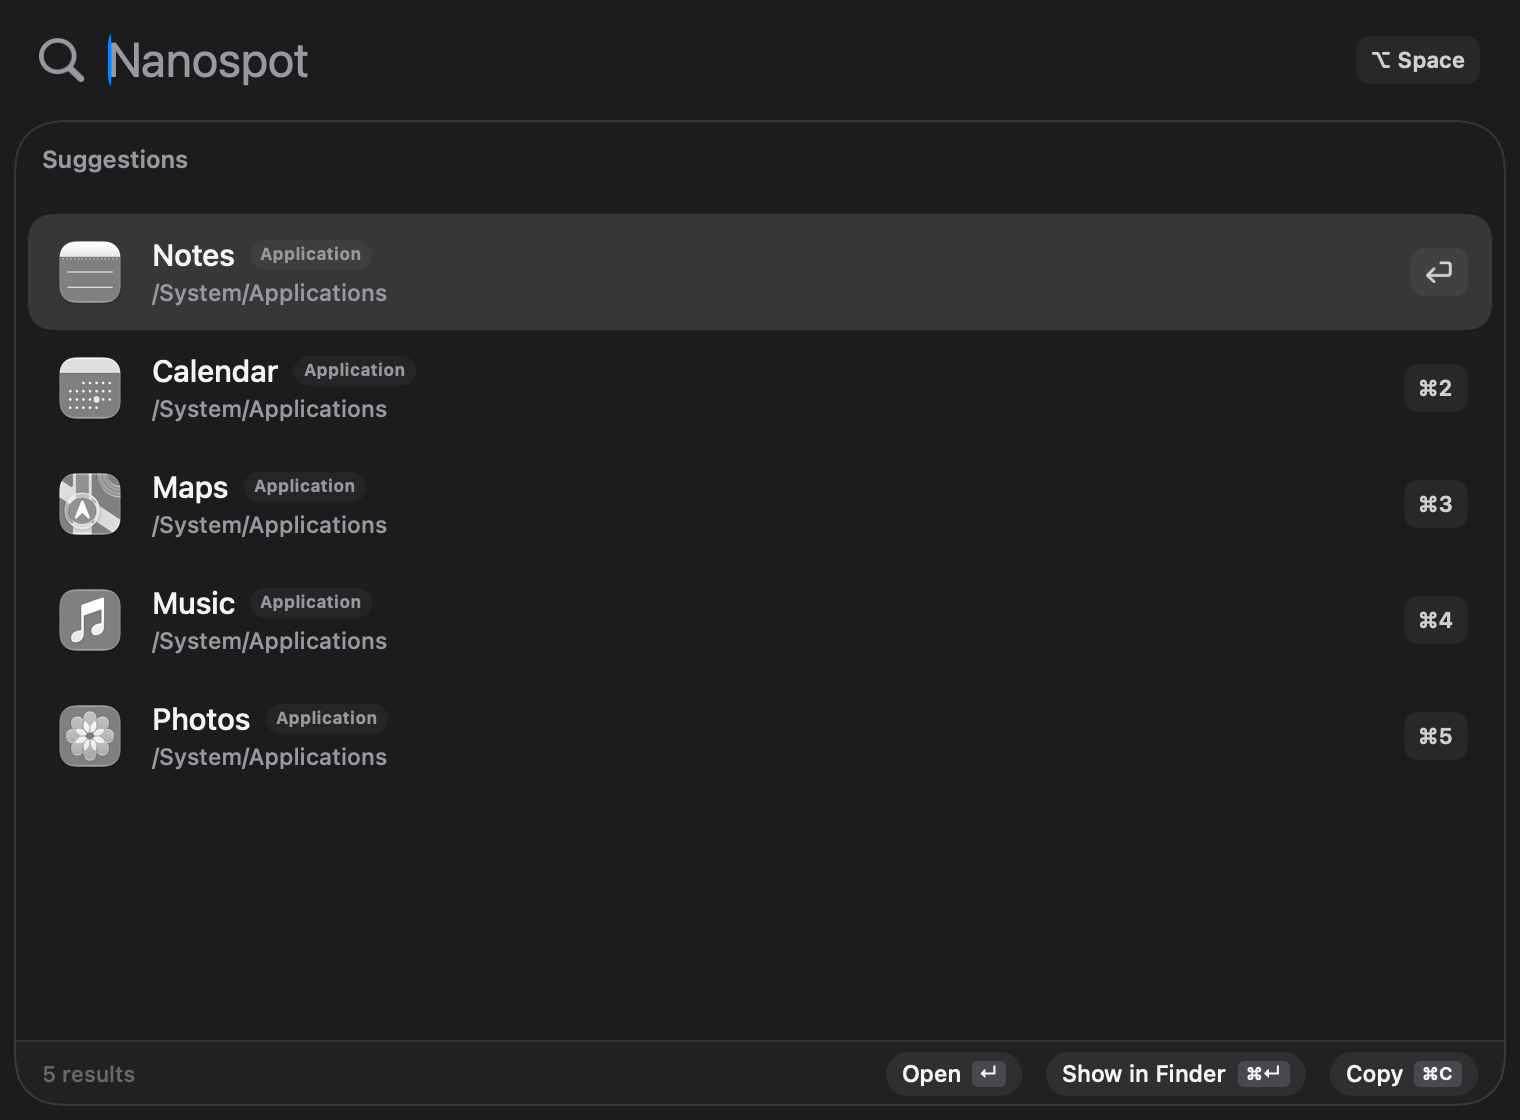 Nanospot
⌥ Space
Suggestions
Notes Application
/System/Applications
Calendar Application
/System/Applications
⌘2
Maps Application
/System/Applications
⌘3
Music Application
/System/Applications
⌘4
Photos Application
/System/Applications
⌘5
5 results
Open ↵ Show in Finder ⌘↵ Copy ⌘C